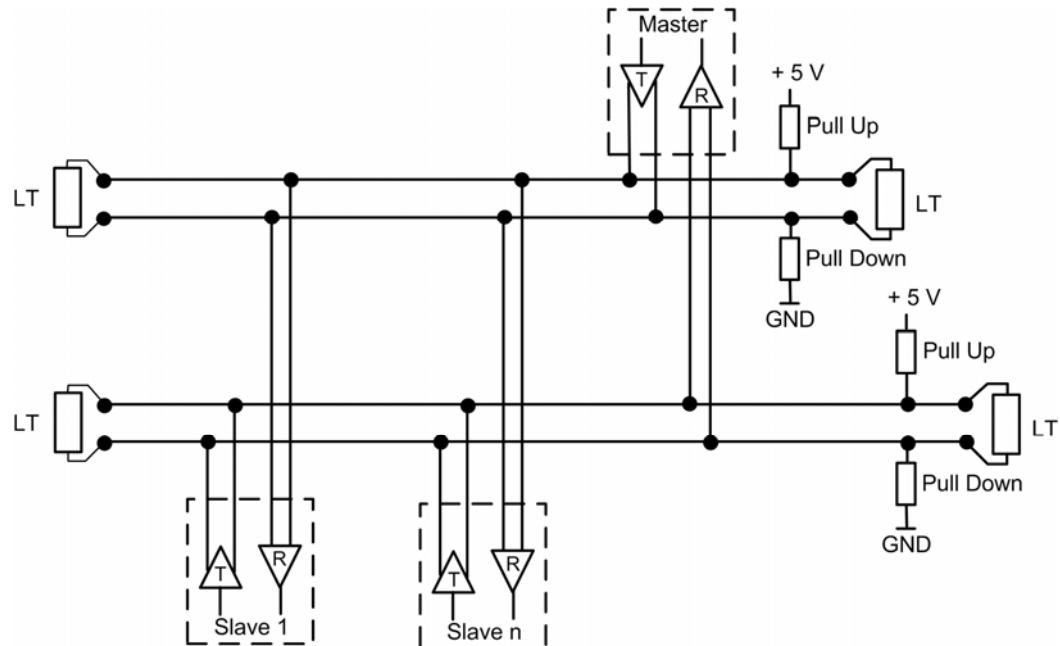 Master
T
R
+ 5 V
Pull Up
LT
LT
Pull Down
GND
+ 5 V
Pull Up
LT
LT
Pull Down
GND
T
R
Slave 1
T
R
Slave n